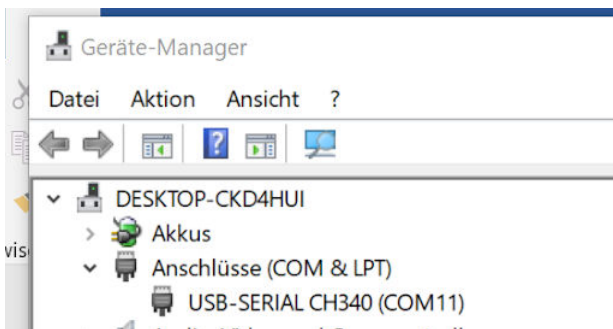 Geräte-Manager
Datei Aktion Ansicht ?
DESKTOP-CKD4HUI
Akkus
Anschlüsse (COM & LPT)
USB-SERIAL CH340 (COM11)